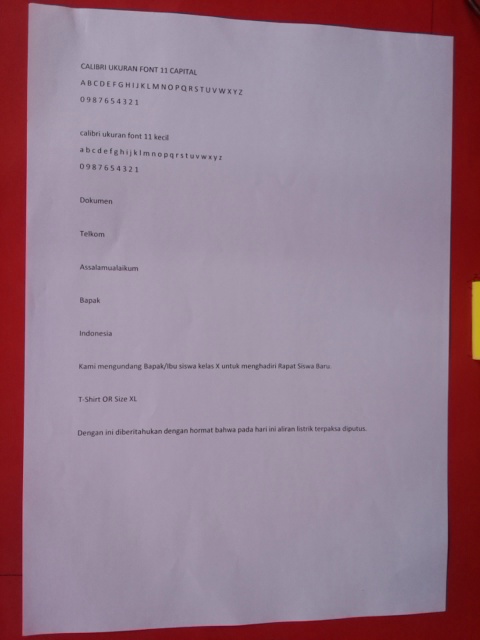 CALIBRI UKURAN FONT 11 CAPITAL
A B C D E F G H I J K L M N O P Q R S T U V W X Y Z
0 9 8 7 6 5 4 3 2 1
calibri ukuran font 11 kecil
a b c d e f g h i j k l m n o p q r s t u v w x y z
0 9 8 7 6 5 4 3 2 1
Dokumen
Telkom
Assalamualaikum
Bapak
Indonesia
Kami mengundang Bapak/Ibu siswa kelas X untuk menghadiri Rapat Siswa Baru.
T-Shirt OR Size XL
Dengan ini diberitahukan dengan hormat bahwa pada hari ini aliran listrik terpaksa diputus.